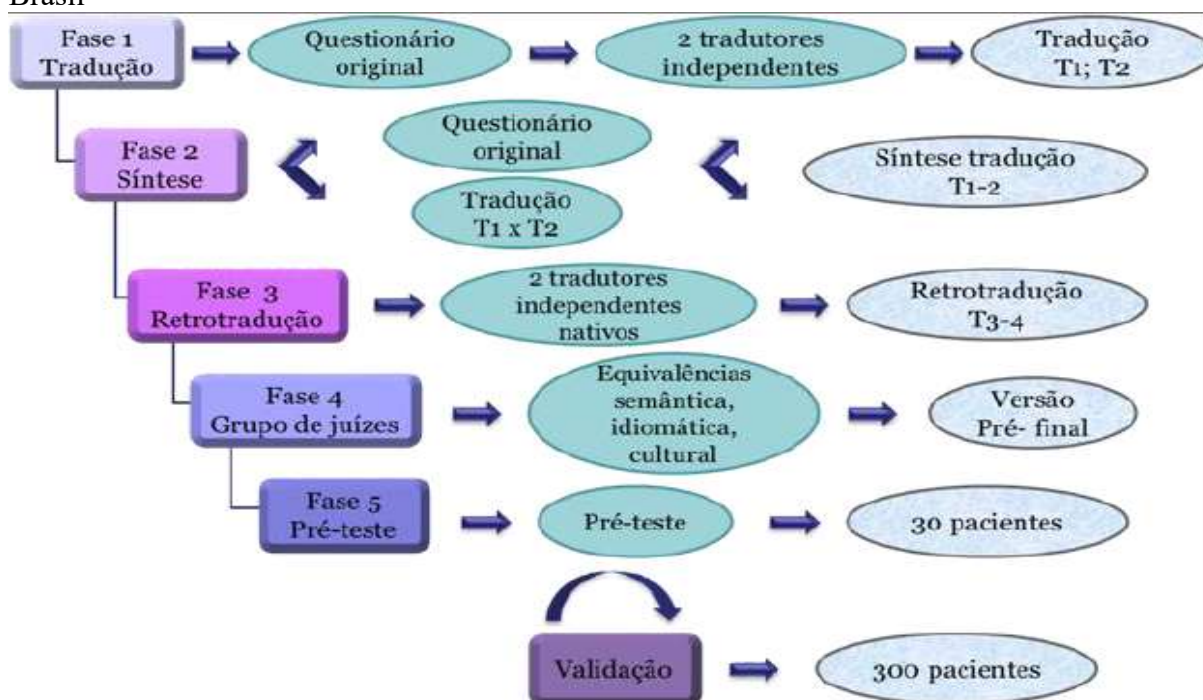 Brasil
Fase 1
Tradução
Questionário
original
2 tradutores
independentes
Tradução
T1; T2
Fase 2
Síntese
Questionário
original
Tradução
T1 x T2
Síntese tradução
T1-2
Fase 3
Retrotradução
2 tradutores
independentes
nativos
Retrotradução
T3-4
Fase 4
Grupo de juízes
Equivalências
semântica,
idiomática,
cultural
Versão
Pré- final
Fase 5
Pré-teste
Pré-teste
30 pacientes
Validação
300 pacientes